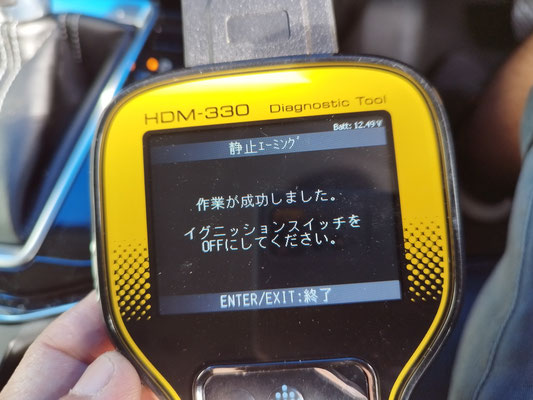 HDM-330 Diagnostic Tool
Batt: 12.49V
静止ｴｰﾐﾝｸﾞ
作業が成功しました。
イグニッションスイッチを
OFFにしてください。
ENTER/EXIT:終了